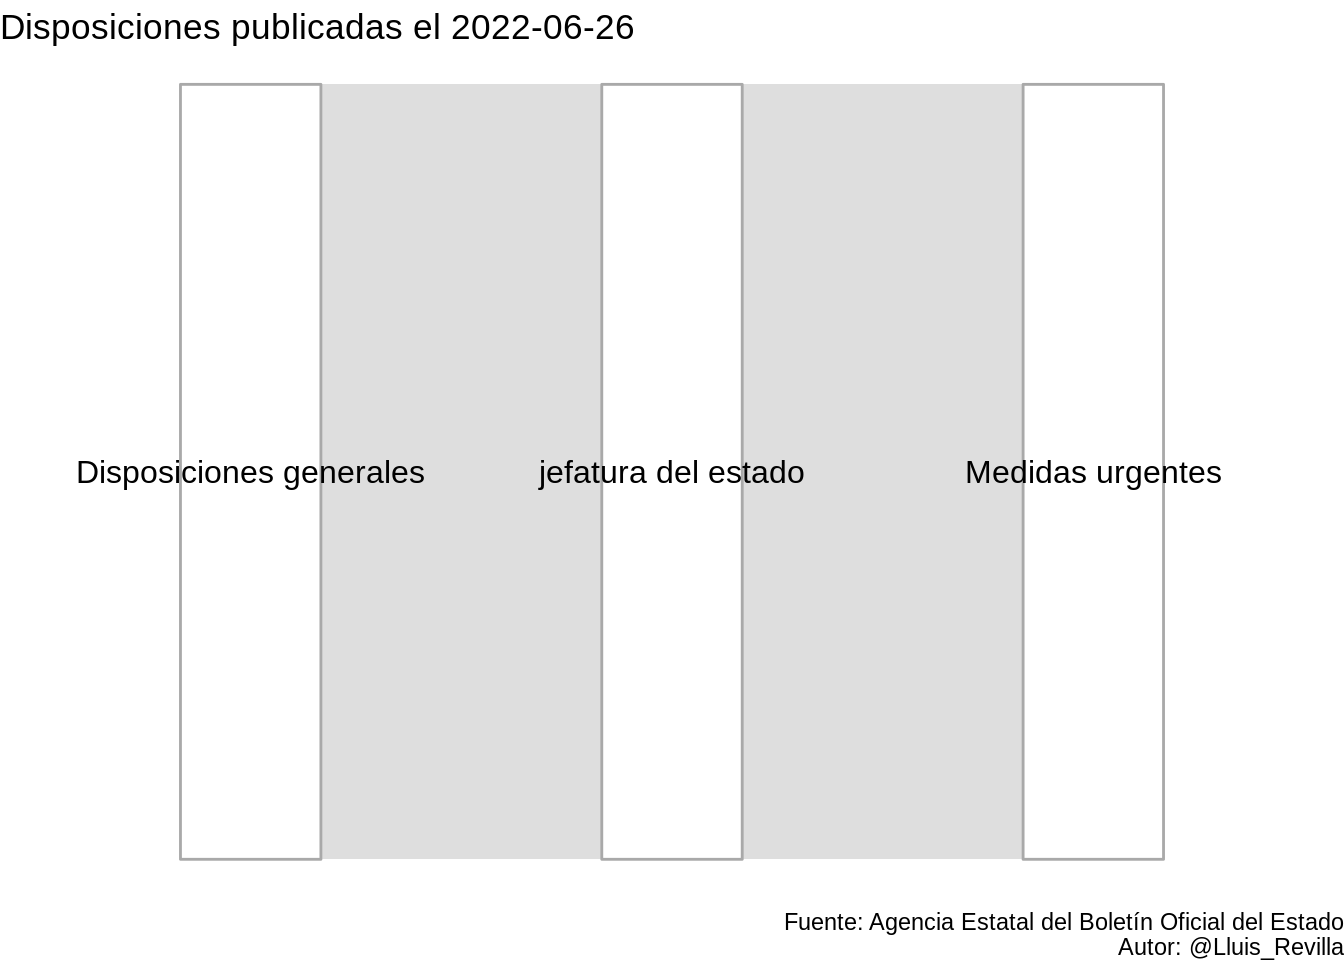 Disposiciones publicadas el 2022-06-26
Disposiciones generales
jefatura del estado
Medidas urgentes
Fuente: Agencia Estatal del Boletín Oficial del Estado
Autor: @Lluis_Revilla